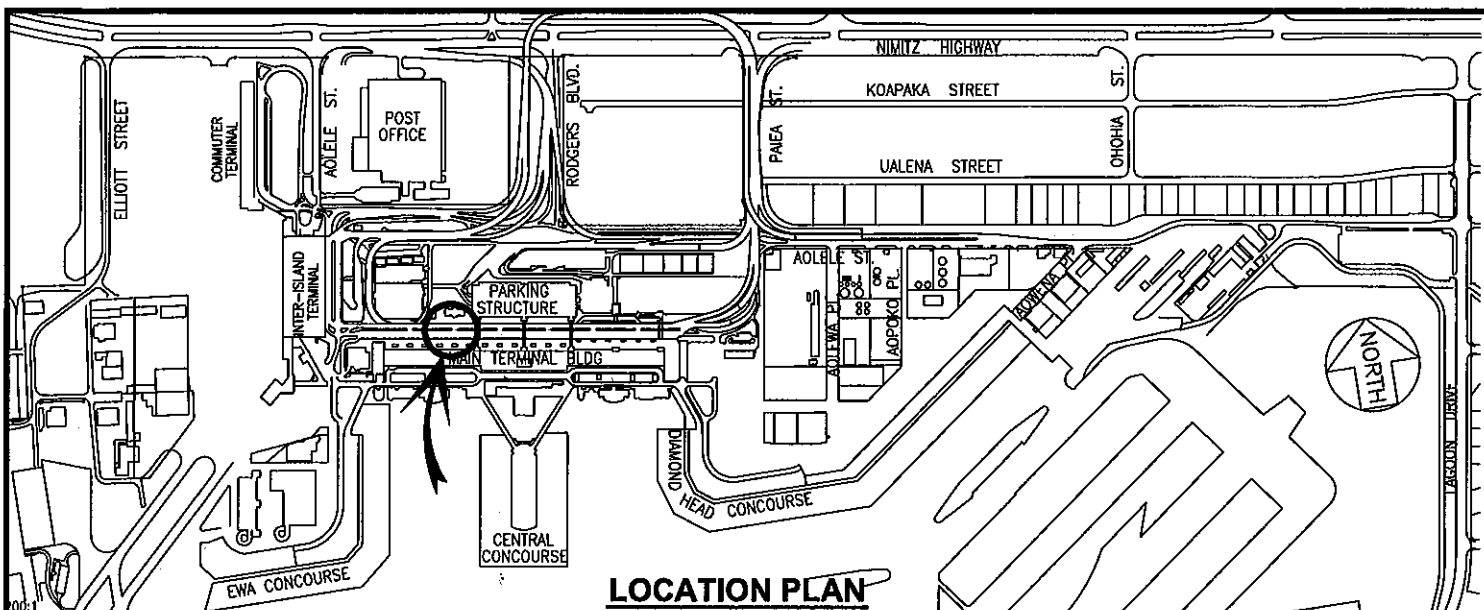 NIMITZ HIGHWAY
KOAPAKA STREET
UALENA STREET
ELLIOTT STREET
COMMUTER
TERMINAL
AOLELE ST.
POST
OFFICE
RODGERS BLVD.
PAIEA ST.
OHOHIA ST.
INTER-ISLAND
TERMINAL
PARKING
STRUCTURE
MAIN TERMINAL BLDG
AOLELE ST.
AOLEWA PL.
AOPOKO PL.
AOWENA PL.
NORTH
LAGOON DRIVE
DIAMOND
HEAD CONCOURSE
CENTRAL
CONCOURSE
EWA CONCOURSE
LOCATION PLAN